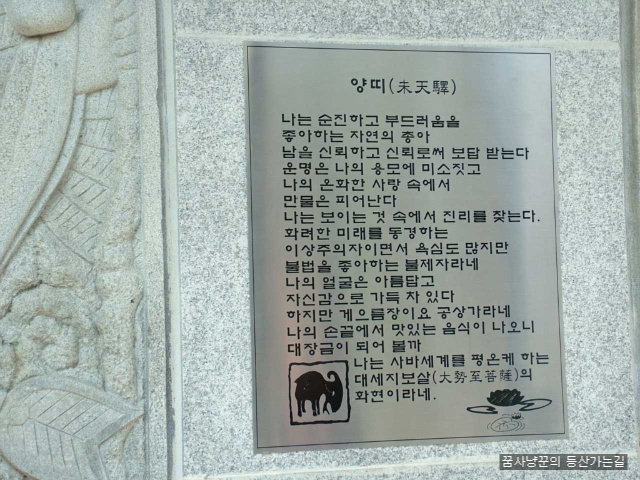 양띠(未天驛)
나는 순진하고 부드러움을
좋아하는 자연의 종아
남을 신뢰하고 신뢰로써 보답 받는다
운명은 나의 용모에 미소짓고
나의 온화한 사랑 속에서
만물은 피어난다
나는 보이는 것 속에서 진리를 찾는다.
화려한 미래를 동경하는
이상주의자이면서 욕심도 많지만
불법을 좋아하는 불제자라네
나의 얼굴은 아름답고
자신감으로 가득 차 있다
하지만 게으름장이요 공상가라네
나의 손끝에서 맛있는 음식이 나오니
대장금이 되어 볼까
나는 사바세계를 평온케 하는
대세지보살(大勢至菩薩)의
화현이라네.
꿈사냥꾼의 등산가는길